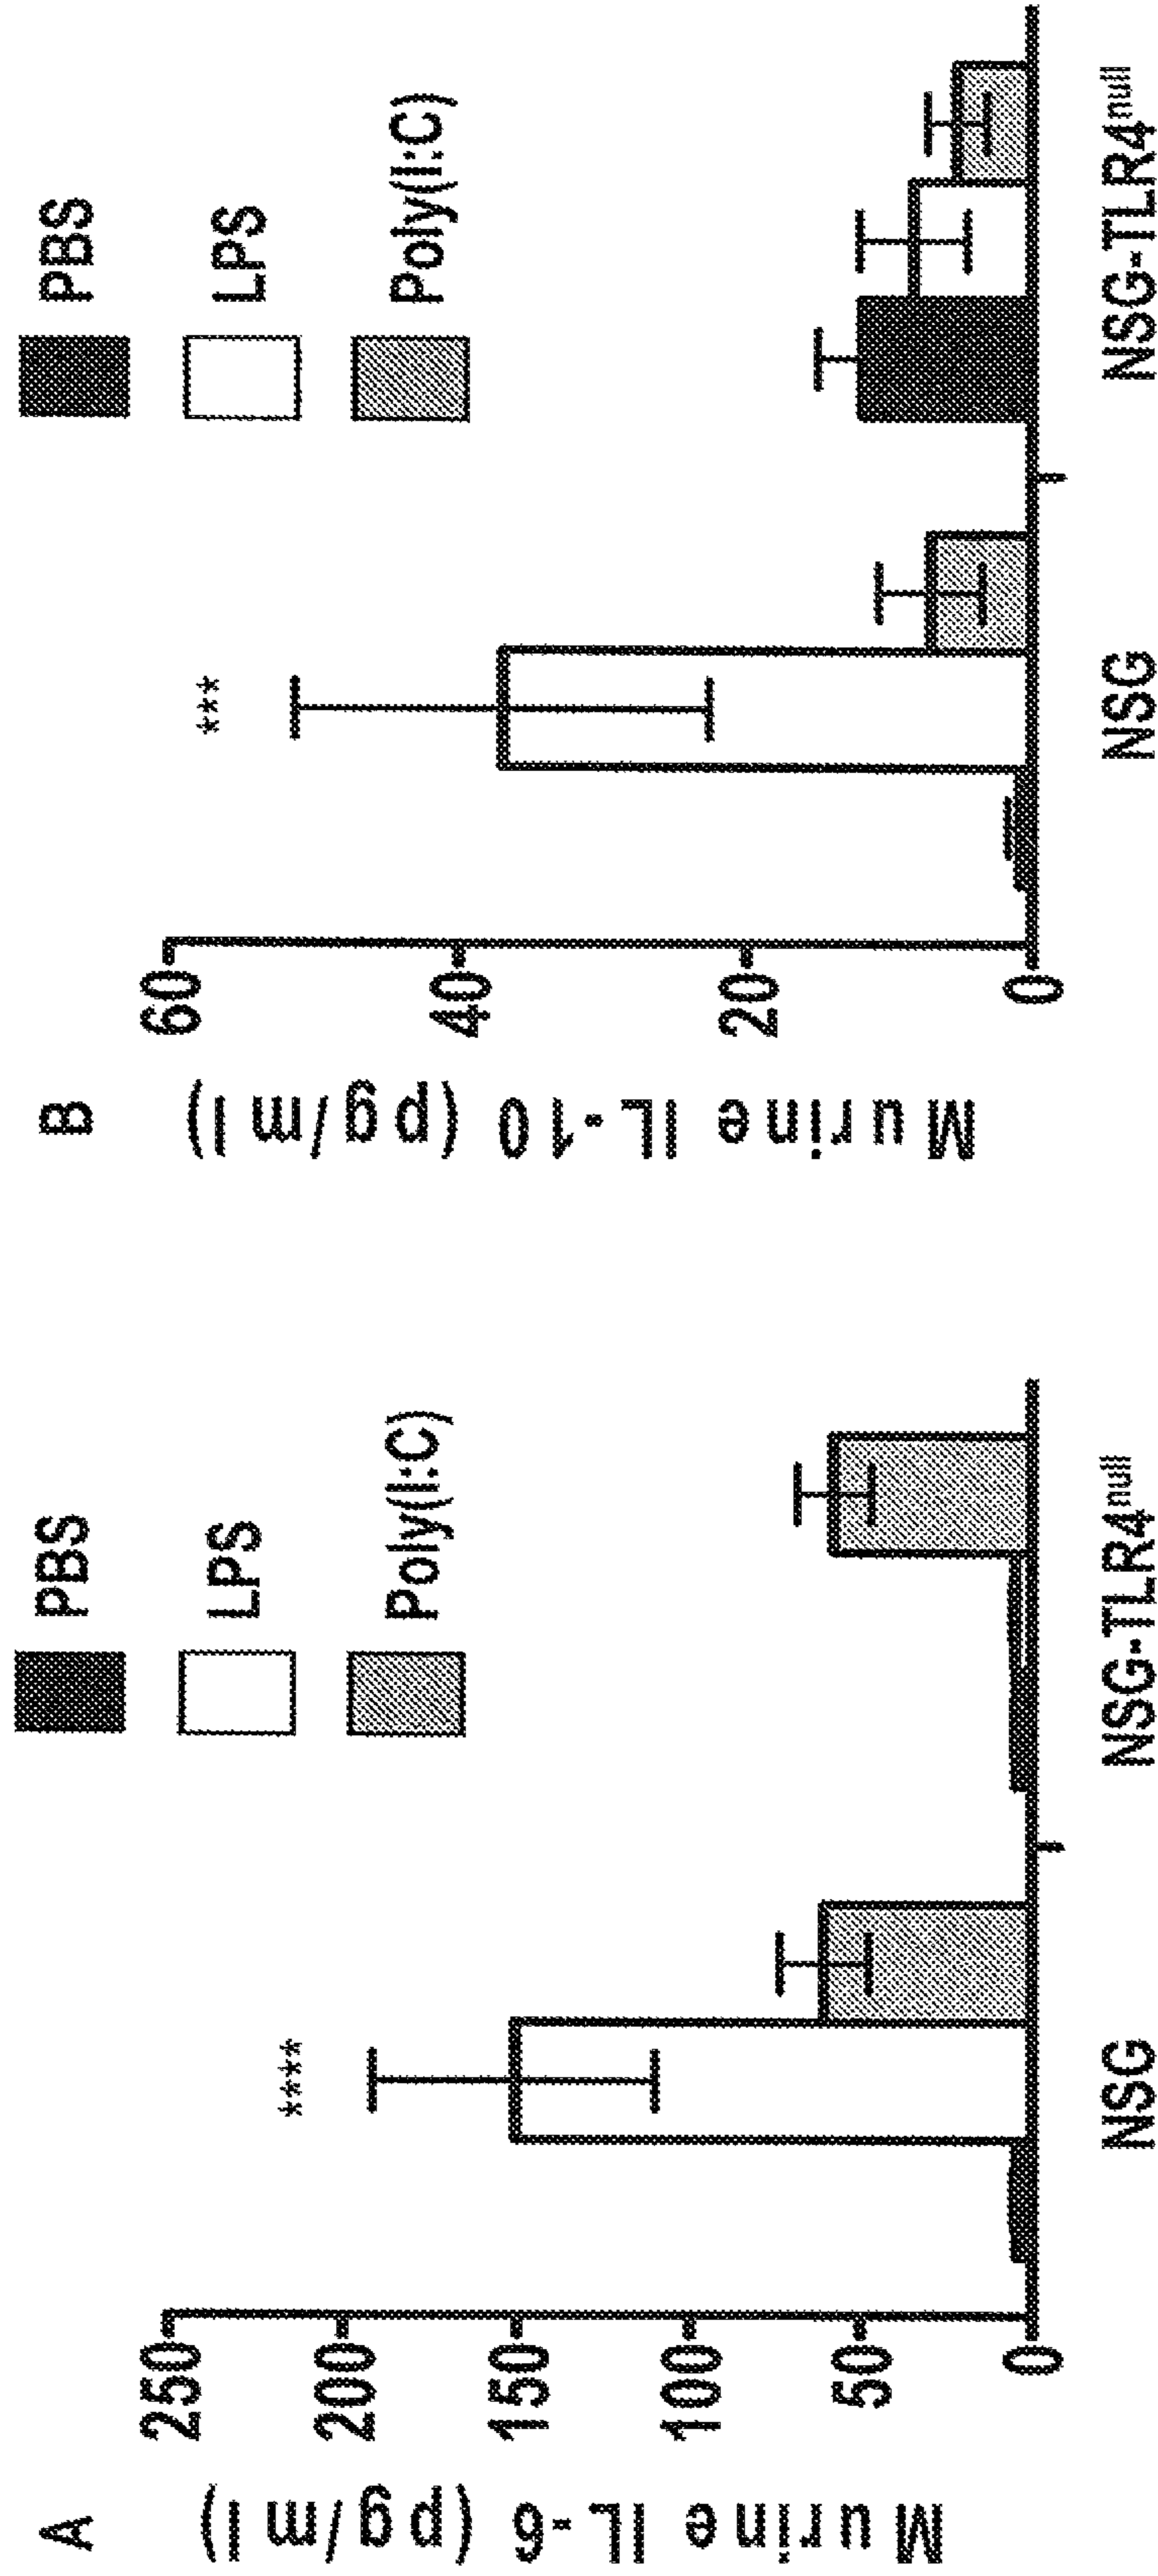 A
Murine IL-6 (pg/ml)
250
200
150
100
50
0
****
PBS
LPS
Poly(I:C)
NSG
NSG-TLR4null
B
Murine IL-10 (pg/ml)
60
40
20
0
***
PBS
LPS
Poly(I:C)
NSG
NSG-TLR4null